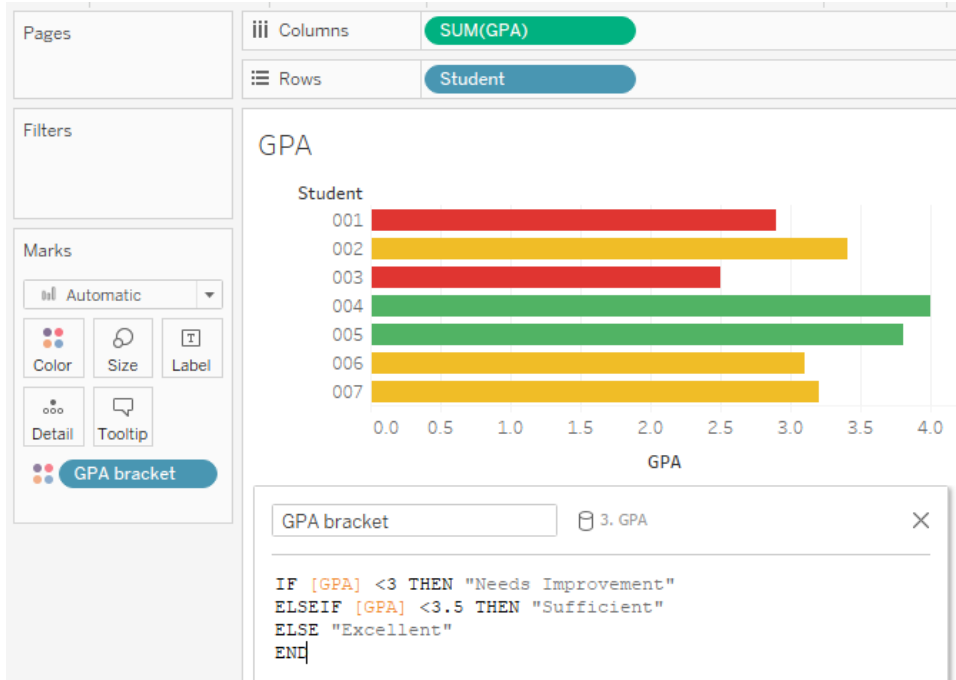 Pages
Columns
SUM(GPA)
Rows
Student
Filters
GPA
Student
001
002
003
004
005
006
007
0.0 0.5 1.0 1.5 2.0 2.5 3.0 3.5 4.0
GPA
Marks
Automatic
Color Size Label
Detail Tooltip
GPA bracket
GPA bracket
3. GPA
IF [GPA] <3 THEN "Needs Improvement"
ELSEIF [GPA] <3.5 THEN "Sufficient"
ELSE "Excellent"
END